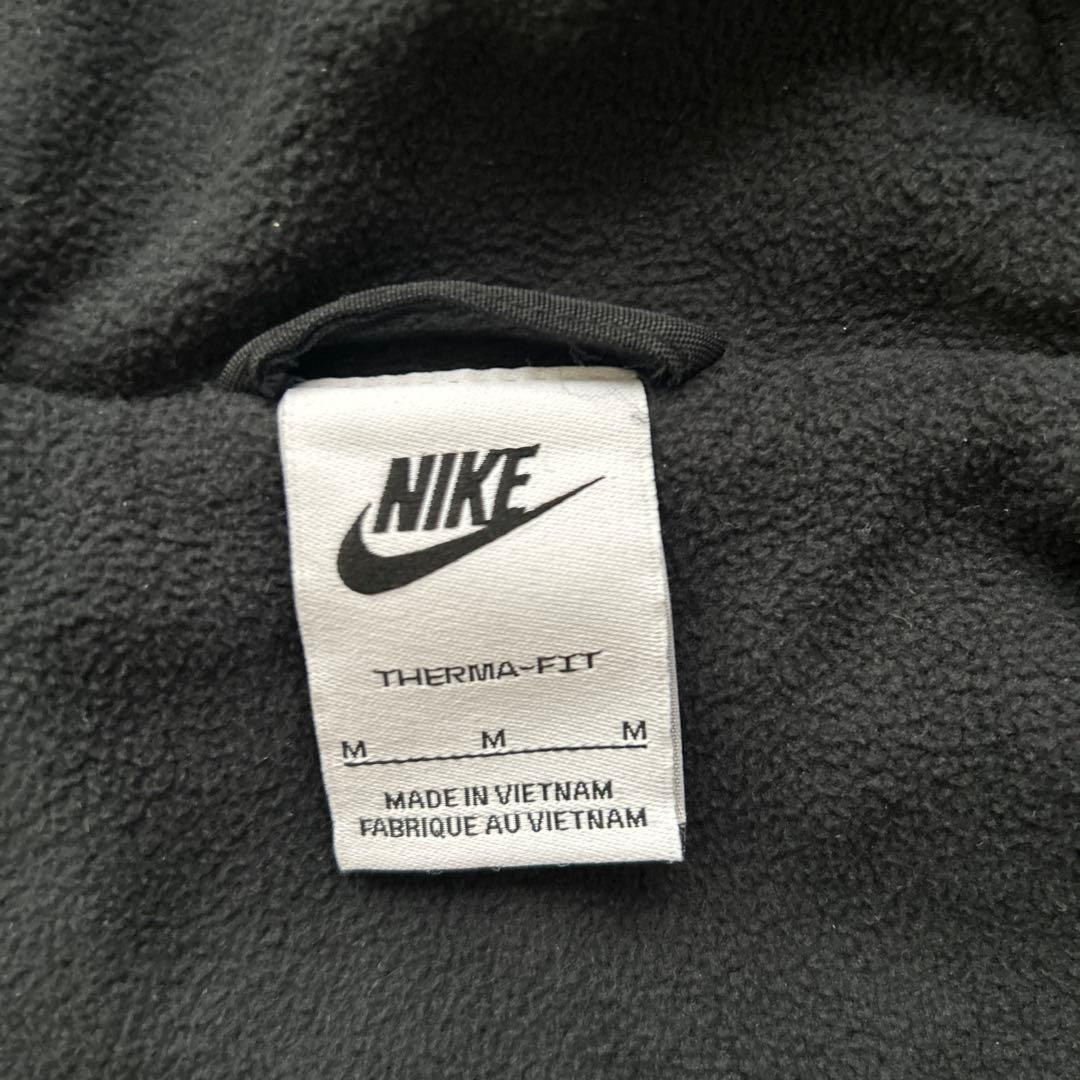 NIKE
THERMA-FIT
M M M
MADE IN VIETNAM
FABRIQUE AU VIETNAM